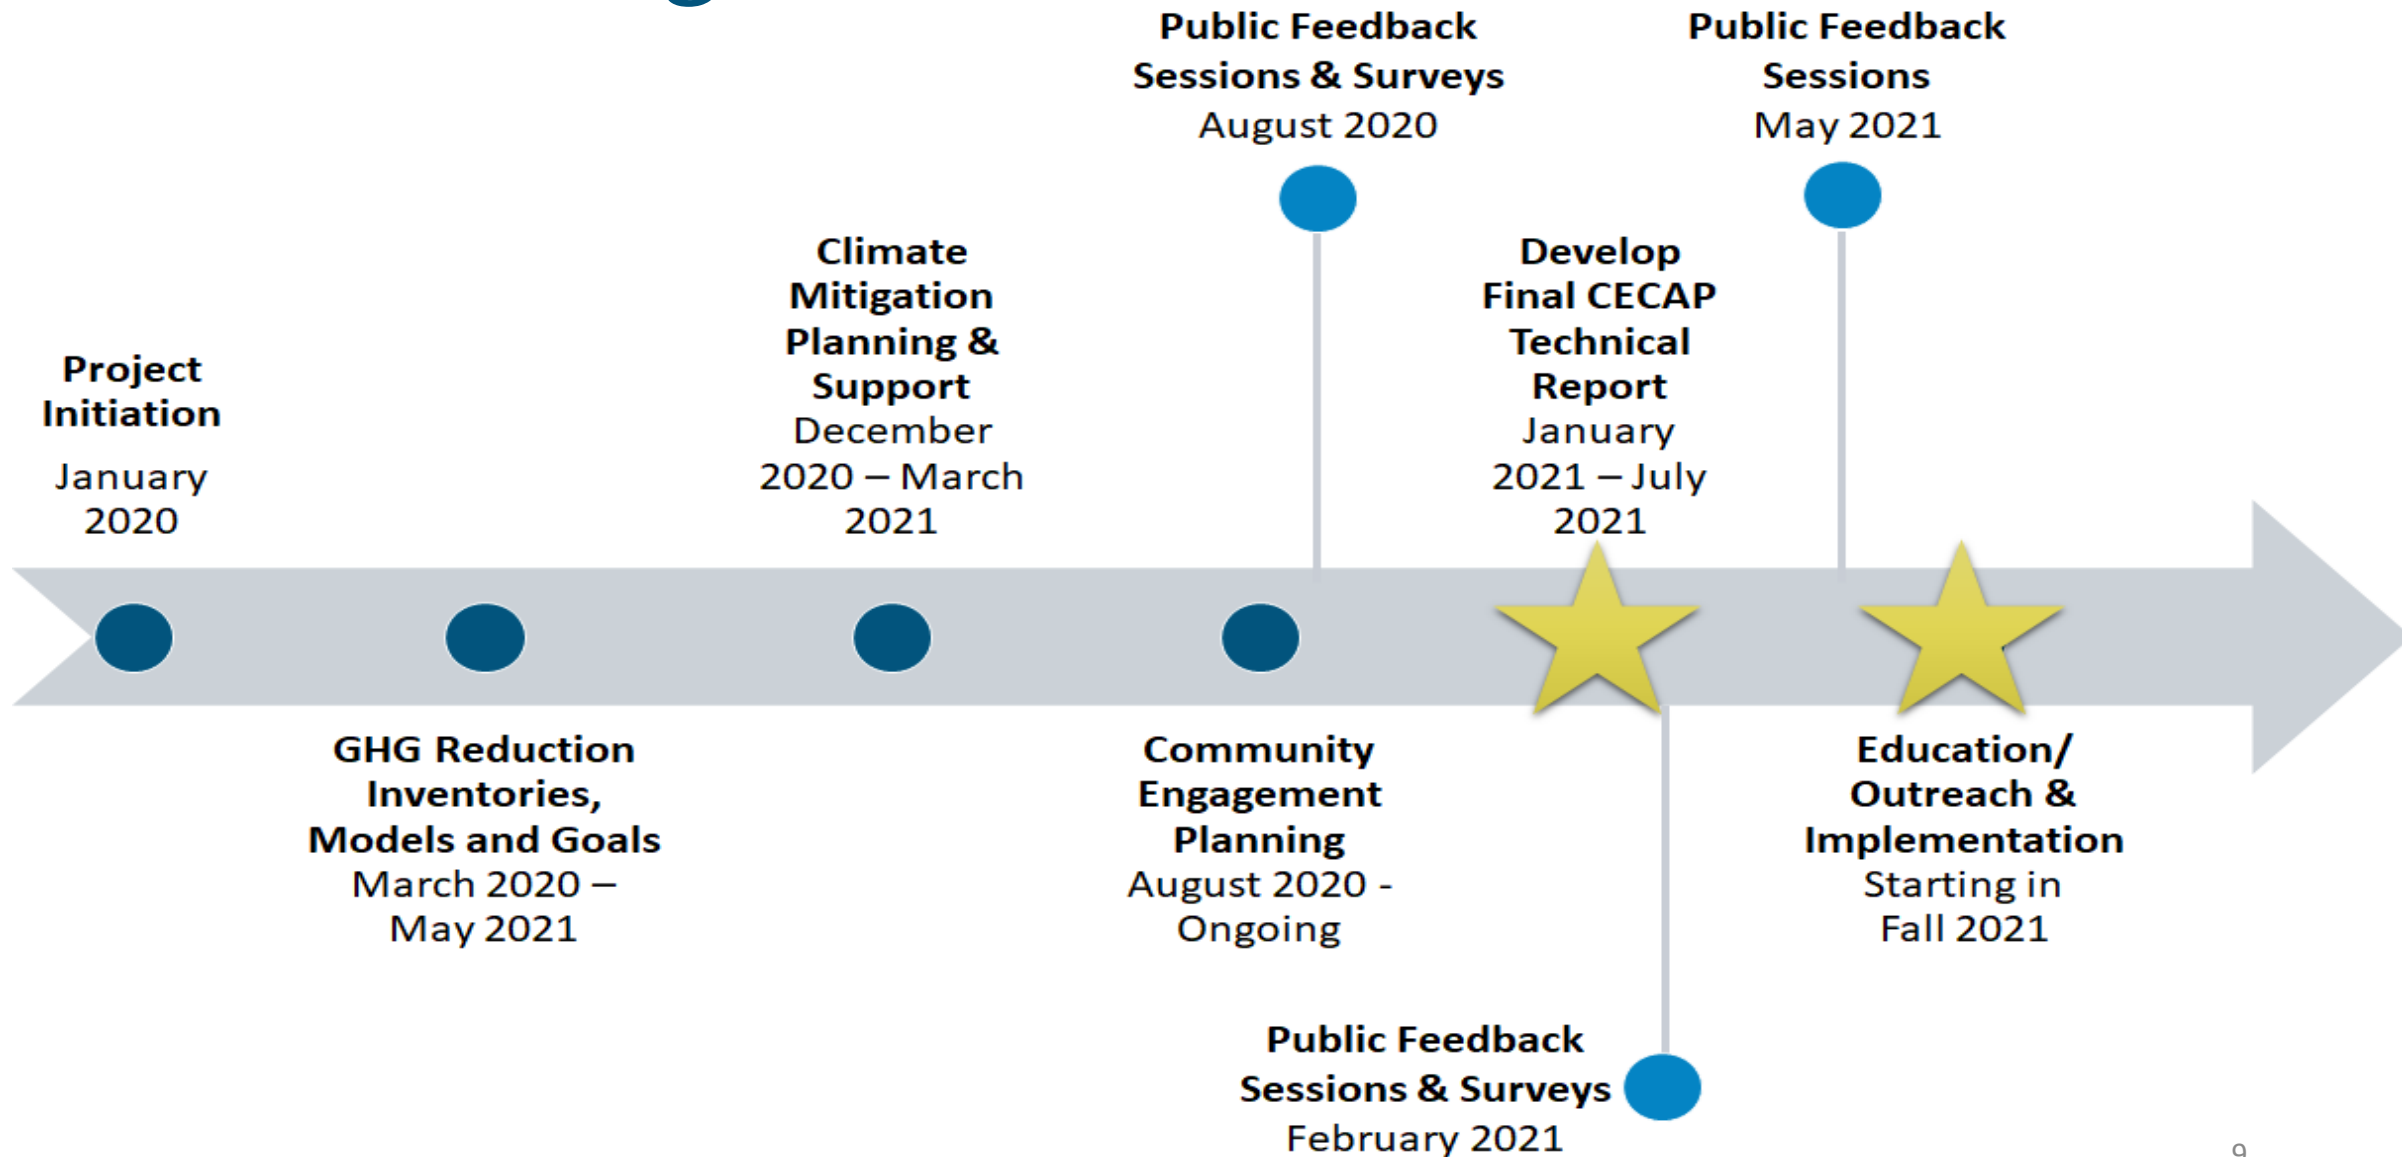 Public Feedback
Sessions & Surveys
August 2020
Public Feedback
Sessions
May 2021
Project
Initiation
January
2020
Climate
Mitigation
Planning &
Support
December
2020 – March
2021
Develop
Final CECAP
Technical
Report
January
2021 – July
2021
GHG Reduction
Inventories,
Models and Goals
March 2020 –
May 2021
Community
Engagement
Planning
August 2020 -
Ongoing
Education/
Outreach &
Implementation
Starting in
Fall 2021
Public Feedback
Sessions & Surveys
February 2021
9